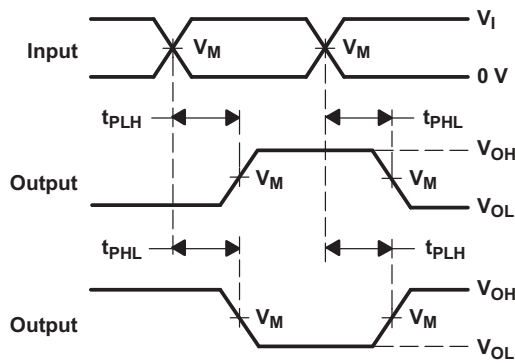 V_I
Input V_M V_M
0 V
t_PLH t_PHL
V_OH
Output V_M V_M
V_OL
t_PHL t_PLH
V_OH
Output V_M V_M
V_OL